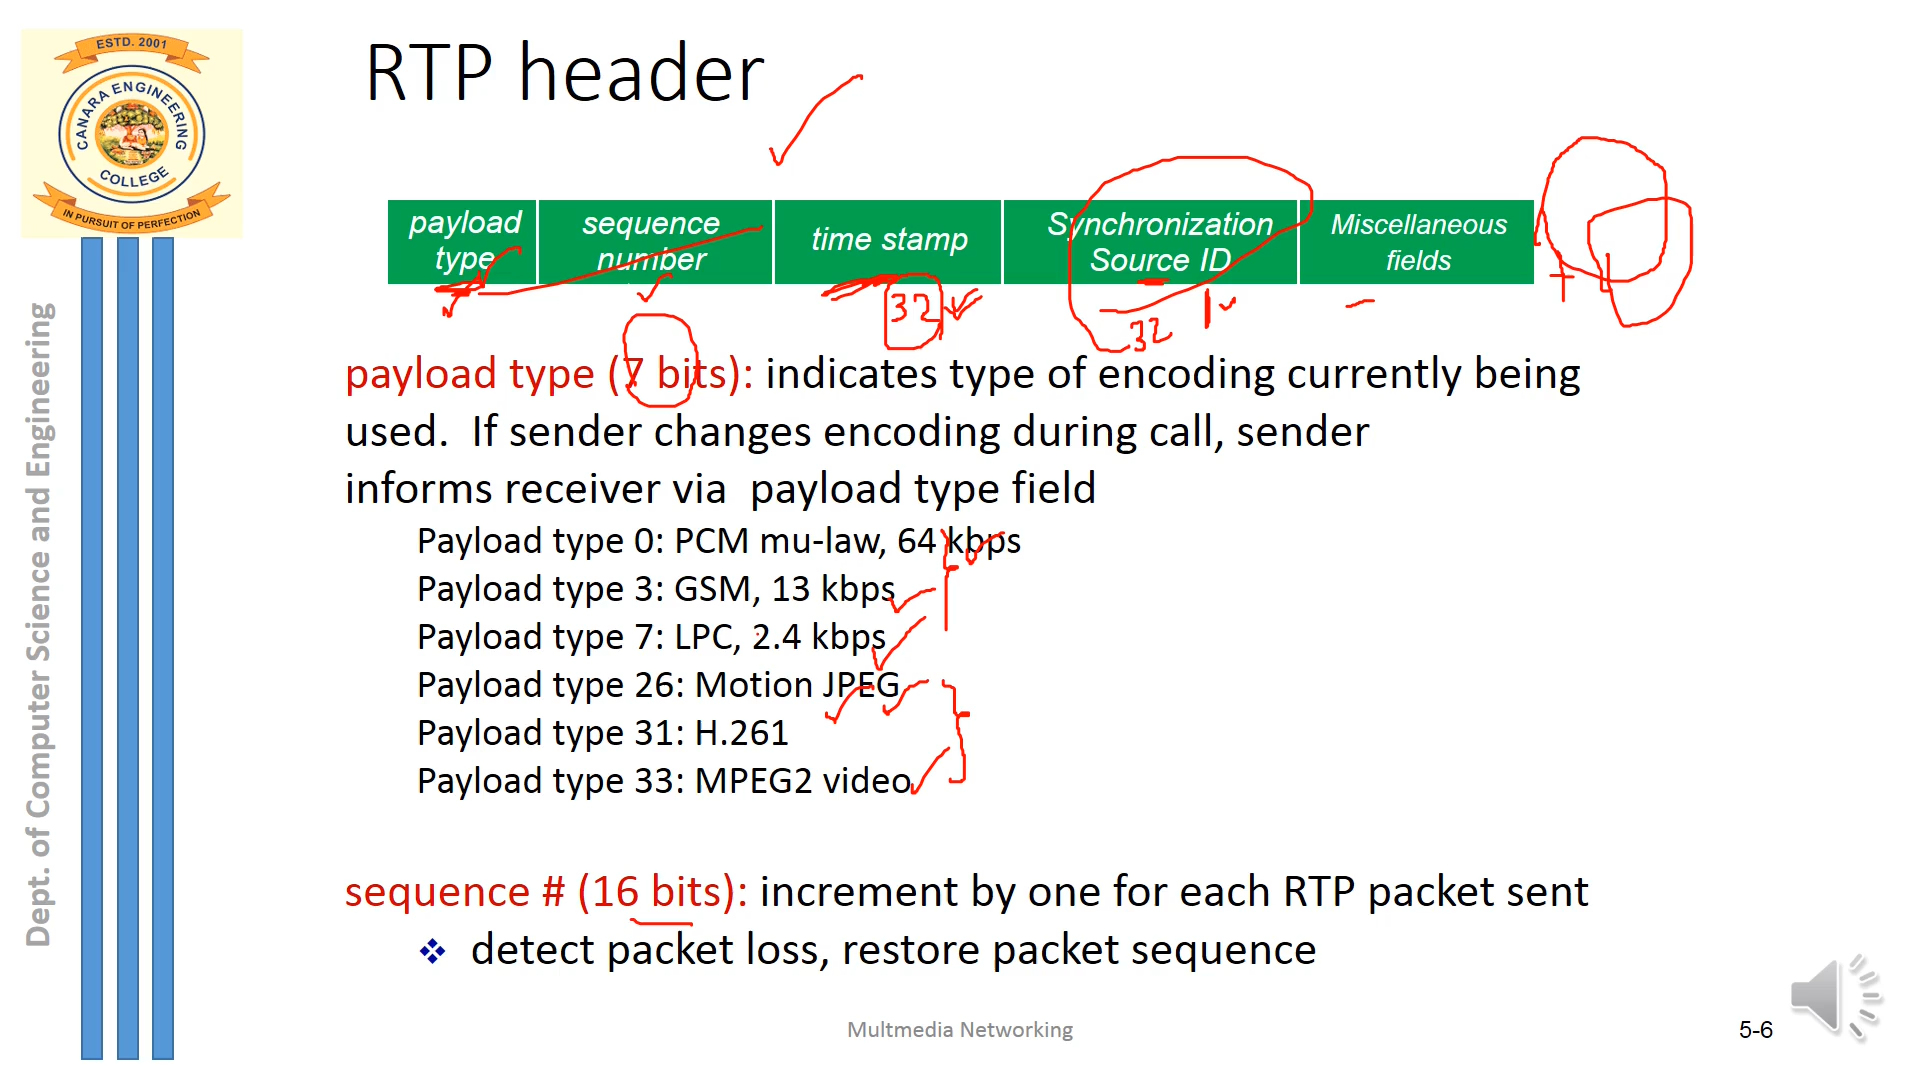 ESTD. 2001
CANARA ENGINEERING
COLLEGE
IN PURSUIT OF PERFECTION
Dept. of Computer Science and Engineering
RTP header
payload type
sequence number
time stamp
Synchronization Source ID
Miscellaneous fields
32
32
payload type (7 bits): indicates type of encoding currently being
used.  If sender changes encoding during call, sender
informs receiver via  payload type field
Payload type 0: PCM mu-law, 64 kbps
Payload type 3: GSM, 13 kbps
Payload type 7: LPC, 2.4 kbps
Payload type 26: Motion JPEG
Payload type 31: H.261
Payload type 33: MPEG2 video
sequence # (16 bits): increment by one for each RTP packet sent
❖ detect packet loss, restore packet sequence
Multmedia Networking
5-6